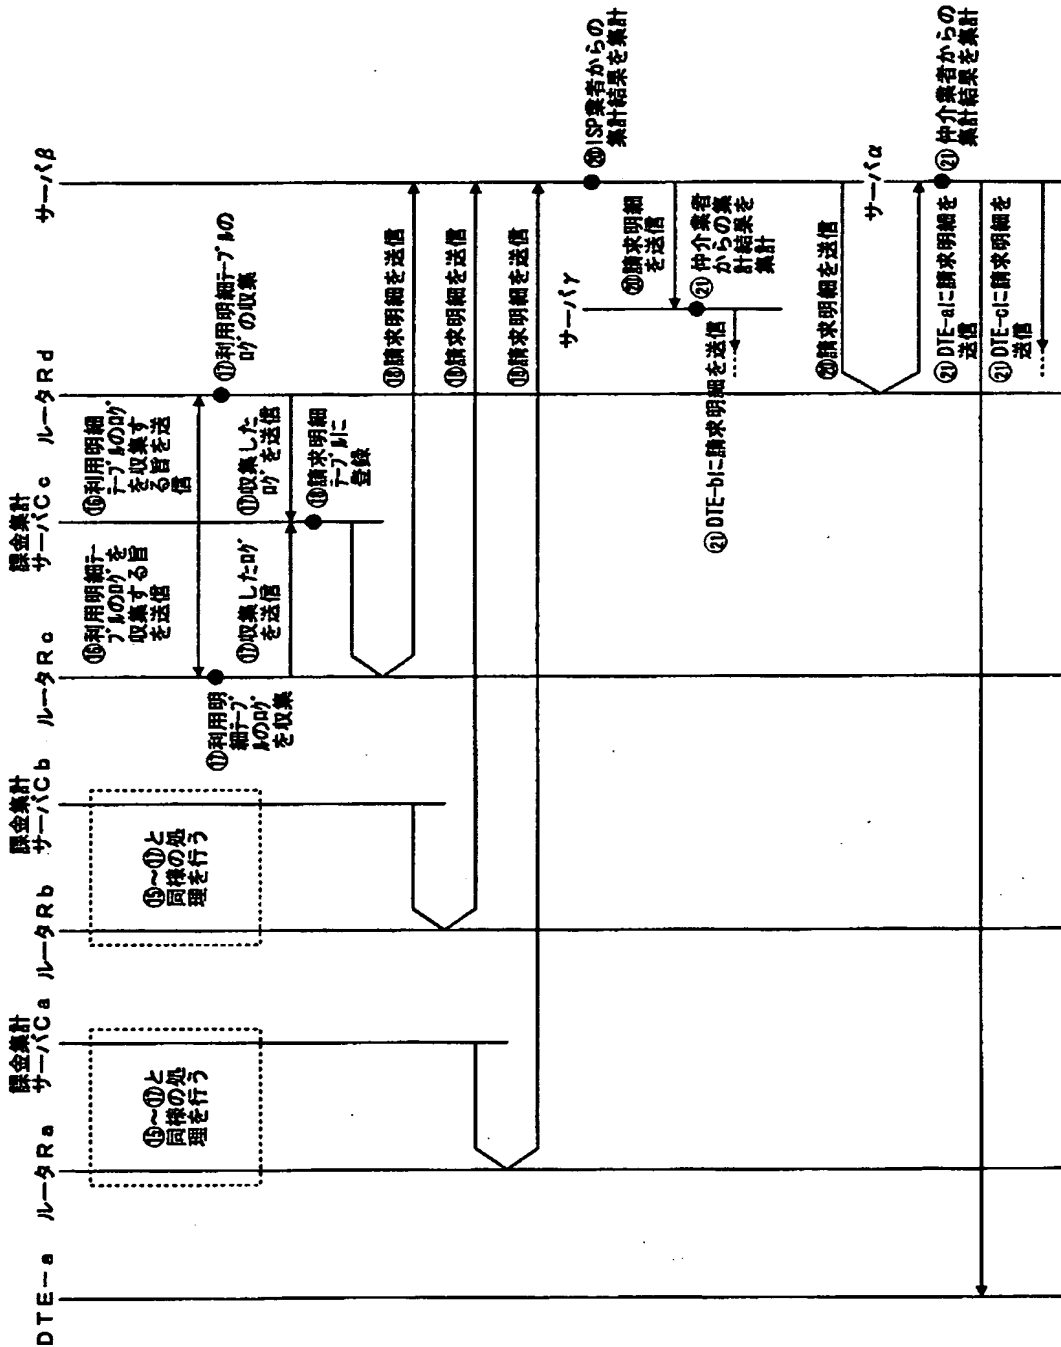 DTE-a
ルータRa
課金集計
サーバCa
ルータRb
課金集計
サーバCb
ルータRc
課金集計
サーバCc
ルータRd
サーバβ
⑮~⑰と
同様の処
理を行う
⑮~⑰と
同様の処
理を行う
⑯利用明細テー
ブルのログを
収集する旨
を送信
⑯利用明細
テーブルのログ
を収集す
る旨を送
信
⑰利用明
細テーブ
ルのログ
を収集
⑰利用明細テーブルの
ログの収集
⑰収集したログ
を送信
⑰収集した
ログを送信
⑱請求明細
テーブルに
登録
⑱請求明細を送信
⑱請求明細を送信
⑱請求明細を送信
⑳ISP業者からの
集計結果を集計
サーバγ
⑳請求明細
を送信
㉑仲介業者
からの集
計結果を
集計
㉑DTE-bに請求明細を送信
⑳請求明細を送信
サーバα
㉑仲介業者からの
集計結果を集計
㉑DTE-aに請求明細を
送信
㉑DTE-cに請求明細を
送信